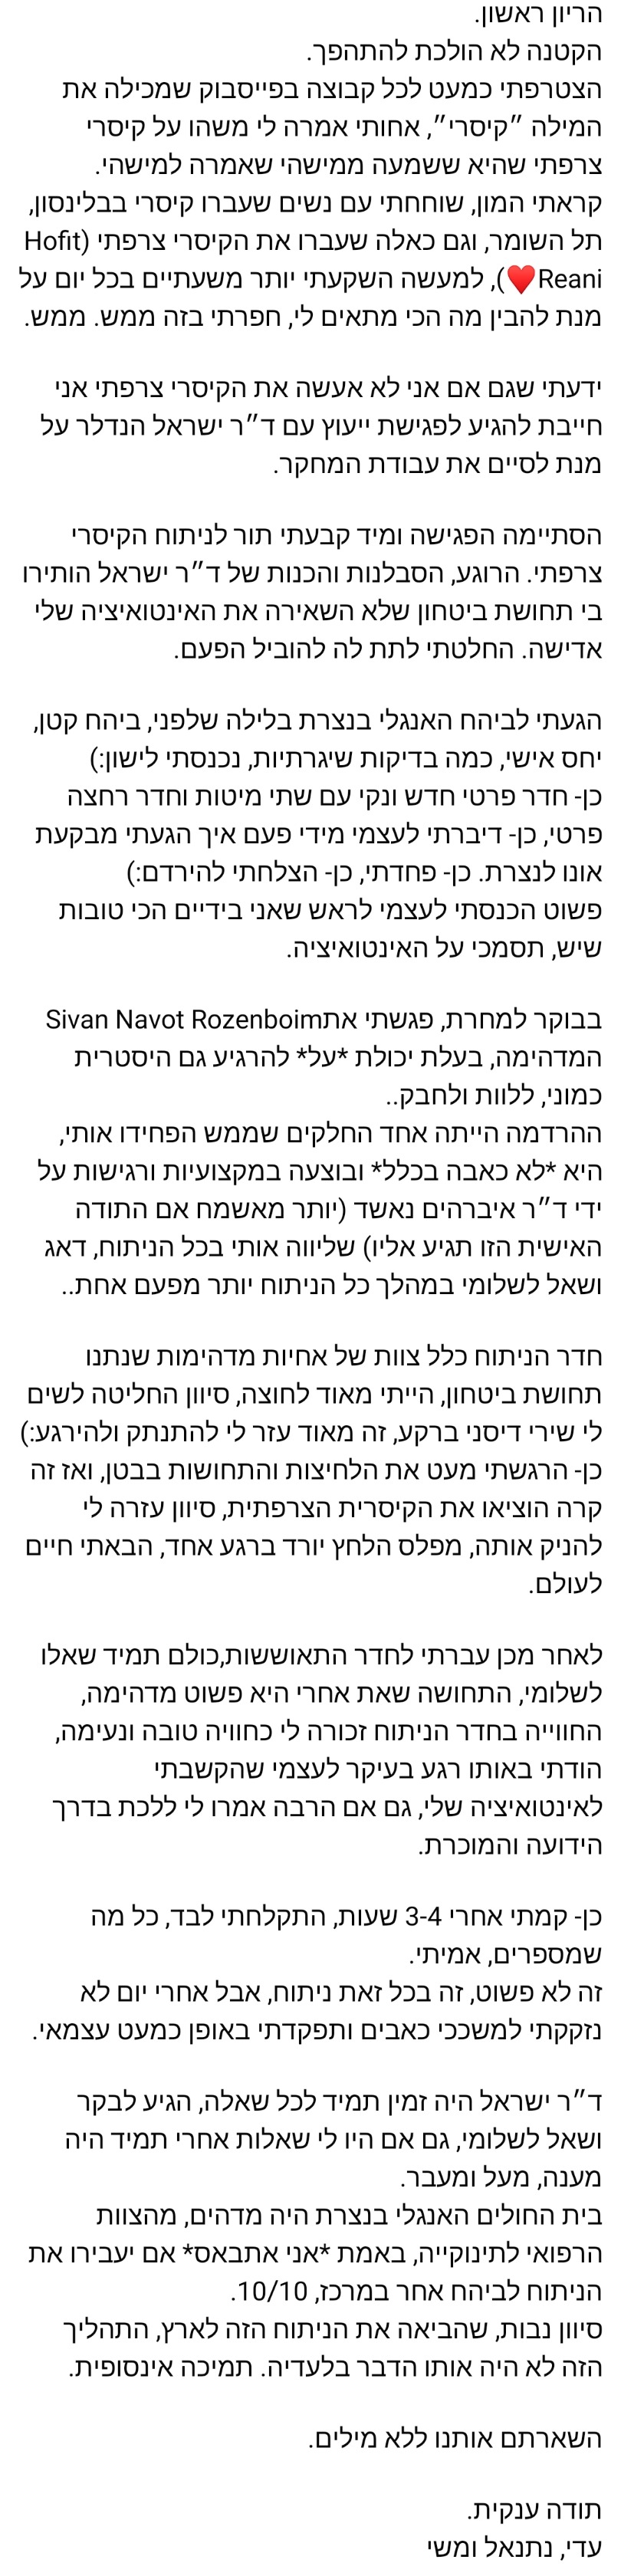 הריון ראשון.
הקטנה לא הולכת להתהפך.
הצטרפתי כמעט לכל קבוצה בפייסבוק שמכילה את
המילה ״קיסרי״, אחותי אמרה לי משהו על קיסרי
צרפתי שהיא ששמעה ממישהי שאמרה למישהי.
קראתי המון, שוחחתי עם נשים שעברו קיסרי בבלינסון,
תל השומר, וגם כאלה שעברו את הקיסרי צרפתי (Hofit
Reani♥️), למעשה השקעתי יותר משעתיים בכל יום על
מנת להבין מה הכי מתאים לי, חפרתי בזה ממש. ממש.

ידעתי שגם אם אני לא אעשה את הקיסרי צרפתי אני
חייבת להגיע לפגישת ייעוץ עם ד״ר ישראל הנדלר על
מנת לסיים את עבודת המחקר.

הסתיימה הפגישה ומיד קבעתי תור לניתוח הקיסרי
צרפתי. הרוגע, הסבלנות והכנות של ד״ר ישראל הותירו
בי תחושת ביטחון שלא השאירה את האינטואיציה שלי
אדישה. החלטתי לתת לה להוביל הפעם.

הגעתי לביהח האנגלי בנצרת בלילה שלפני, ביהח קטן,
יחס אישי, כמה בדיקות שיגרתיות, נכנסתי לישון:)
כן- חדר פרטי חדש ונקי עם שתי מיטות וחדר רחצה
פרטי, כן- דיברתי לעצמי מידי פעם איך הגעתי מבקעת
אונו לנצרת. כן- פחדתי, כן- הצלחתי להירדם:)
פשוט הכנסתי לעצמי לראש שאני בידיים הכי טובות
שיש, תסמכי על האינטואיציה.

בבוקר למחרת, פגשתי אתSivan Navot Rozenboim
המדהימה, בעלת יכולת *על* להרגיע גם היסטרית
כמוני, ללוות ולחבק..
ההרדמה הייתה אחד החלקים שממש הפחידו אותי,
היא *לא כאבה בכלל* ובוצעה במקצועיות ורגישות על
ידי ד״ר איברהים נאשד (יותר מאשמח אם התודה
האישית הזו תגיע אליו) שליווה אותי בכל הניתוח, דאג
ושאל לשלומי במהלך כל הניתוח יותר מפעם אחת..

חדר הניתוח כלל צוות של אחיות מדהימות שנתנו
תחושת ביטחון, הייתי מאוד לחוצה, סיוון החליטה לשים
לי שירי דיסני ברקע, זה מאוד עזר לי להתנתק ולהירגע:)
כן- הרגשתי מעט את הלחיצות והתחושות בבטן, ואז זה
קרה הוציאו את הקיסרית הצרפתית, סיוון עזרה לי
להניק אותה, מפלס הלחץ יורד ברגע אחד, הבאתי חיים
לעולם.

לאחר מכן עברתי לחדר התאוששות,כולם תמיד שאלו
לשלומי, התחושה שאת אחרי היא פשוט מדהימה,
החווייה בחדר הניתוח זכורה לי כחוויה טובה ונעימה,
הודתי באותו רגע בעיקר לעצמי שהקשבתי
לאינטואיציה שלי, גם אם הרבה אמרו לי ללכת בדרך
הידועה והמוכרת.

כן- קמתי אחרי 3-4 שעות, התקלחתי לבד, כל מה
שמספרים, אמיתי.
זה לא פשוט, זה בכל זאת ניתוח, אבל אחרי יום לא
נזקקתי למשככי כאבים ותפקדתי באופן כמעט עצמאי.

ד״ר ישראל היה זמין תמיד לכל שאלה, הגיע לבקר
ושאל לשלומי, גם אם היו לי שאלות אחרי תמיד היה
מענה, מעל ומעבר.
בית החולים האנגלי בנצרת היה מדהים, מהצוות
הרפואי לתינוקייה, באמת *אני אתבאס* אם יעבירו את
הניתוח לביהח אחר במרכז, 10/10.
סיוון נבות, שהביאה את הניתוח הזה לארץ, התהליך
הזה לא היה אותו הדבר בלעדיה. תמיכה אינסופית.

השארתם אותנו ללא מילים.

תודה ענקית.
עדי, נתנאל ומשי